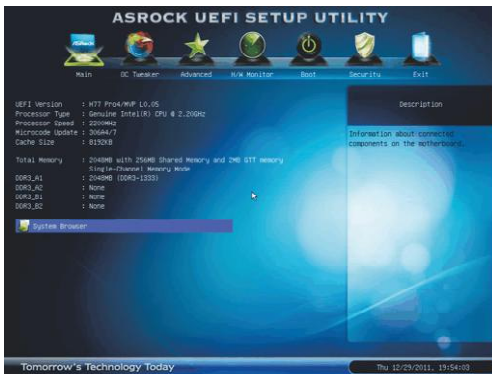 ASROCK UEFI SETUP UTILITY
ASRock
Main OC Tweaker Advanced H/W Monitor Boot Security Exit
UEFI Version : H77 Pro4/MVP L0.05
Processor Type : Genuine Intel(R) CPU @ 2.20GHz
Processor Speed : 2200MHz
Microcode Update : 306A4/7
Cache Size : 8192KB
Total Memory : 2048MB with 256MB Shared Memory and 2MB GTT memory
Single-Channel Memory Mode
DDR3_A1 : 2048MB (DDR3-1333)
DDR3_A2 : None
DDR3_B1 : None
DDR3_B2 : None
System Browser
Description
Information about connected
components on the motherboard.
Tomorrow's Technology Today
Thu 12/29/2011, 19:54:03